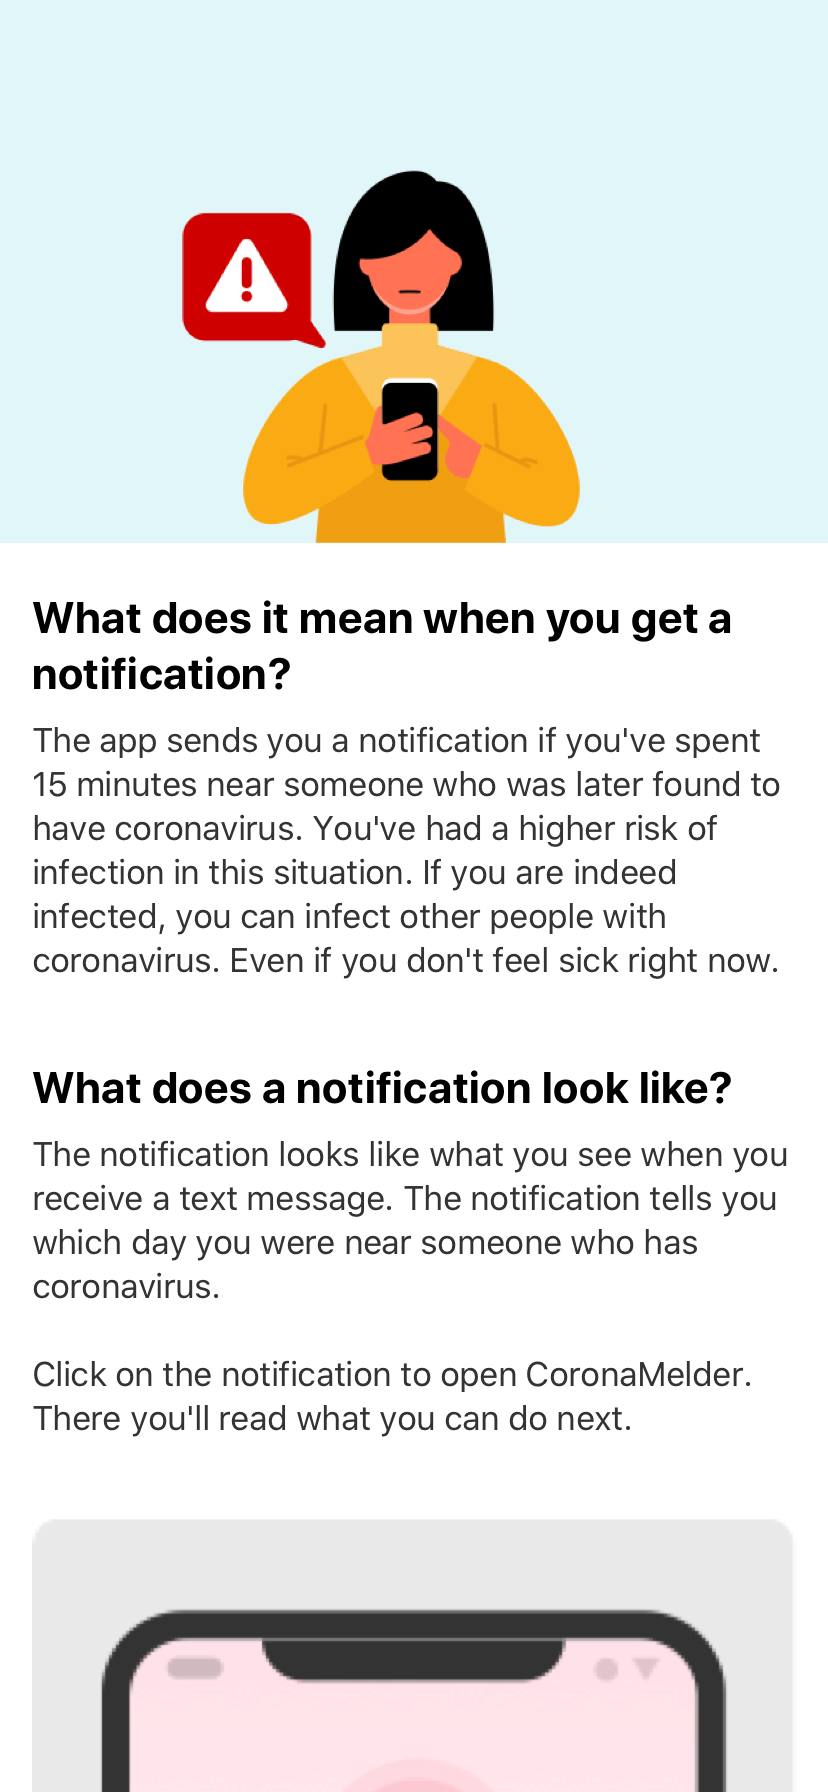 What does it mean when you get a
notification?
The app sends you a notification if you've spent
15 minutes near someone who was later found to
have coronavirus. You've had a higher risk of
infection in this situation. If you are indeed
infected, you can infect other people with
coronavirus. Even if you don't feel sick right now.
What does a notification look like?
The notification looks like what you see when you
receive a text message. The notification tells you
which day you were near someone who has
coronavirus.
Click on the notification to open CoronaMelder.
There you'll read what you can do next.